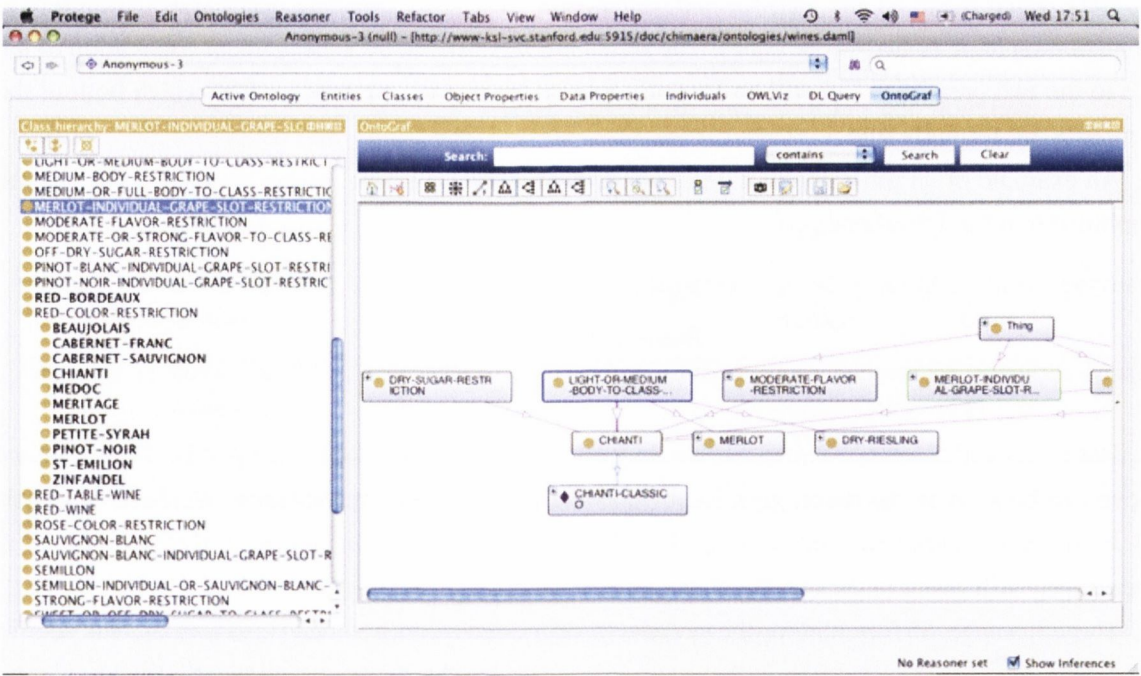 Protege File Edit Ontologies Reasoner Tools Refactor Tabs View Window Help (Charged) Wed 17:51
Anonymous-3 (null) - [http://www-ksl-svc.stanford.edu:5915/doc/chimaera/ontologies/wines.daml]
Anonymous-3
Active Ontology Entities Classes Object Properties Data Properties Individuals OWLViz DL Query OntoGraf
Class hierarchy: MERLOT-INDIVIDUAL-GRAPE-SLO
LIGHT-OR-MEDIUM-BODY-TO-CLASS-RESTRICT
MEDIUM-BODY-RESTRICTION
MEDIUM-OR-FULL-BODY-TO-CLASS-RESTRICTIO
MERLOT-INDIVIDUAL-GRAPE-SLOT-RESTRICTION
MODERATE-FLAVOR-RESTRICTION
MODERATE-OR-STRONG-FLAVOR-TO-CLASS-RE
OFF-DRY-SUGAR-RESTRICTION
PINOT-BLANC-INDIVIDUAL-GRAPE-SLOT-RESTRI
PINOT-NOIR-INDIVIDUAL-GRAPE-SLOT-RESTRIC
RED-BORDEAUX
RED-COLOR-RESTRICTION
BEAUJOLAIS
CABERNET-FRANC
CABERNET-SAUVIGNON
CHIANTI
MEDOC
MERITAGE
MERLOT
PETITE-SYRAH
PINOT-NOIR
ST-EMILION
ZINFANDEL
RED-TABLE-WINE
RED-WINE
ROSE-COLOR-RESTRICTION
SAUVIGNON-BLANC
SAUVIGNON-BLANC-INDIVIDUAL-GRAPE-SLOT-R
SEMILLON
SEMILLON-INDIVIDUAL-OR-SAUVIGNON-BLANC-
STRONG-FLAVOR-RESTRICTION
OntoGraf
Search: contains Search Clear
Thing
DRY-SUGAR-RESTR
ICTION
LIGHT-OR-MEDIUM
-BODY-TO-CLASS-...
MODERATE-FLAVOR
-RESTRICTION
MERLOT-INDIVIDU
AL-GRAPE-SLOT-R...
CHIANTI
MERLOT
DRY-RIESLING
CHIANTI-CLASSIC
O
No Reasoner set Show Inferences